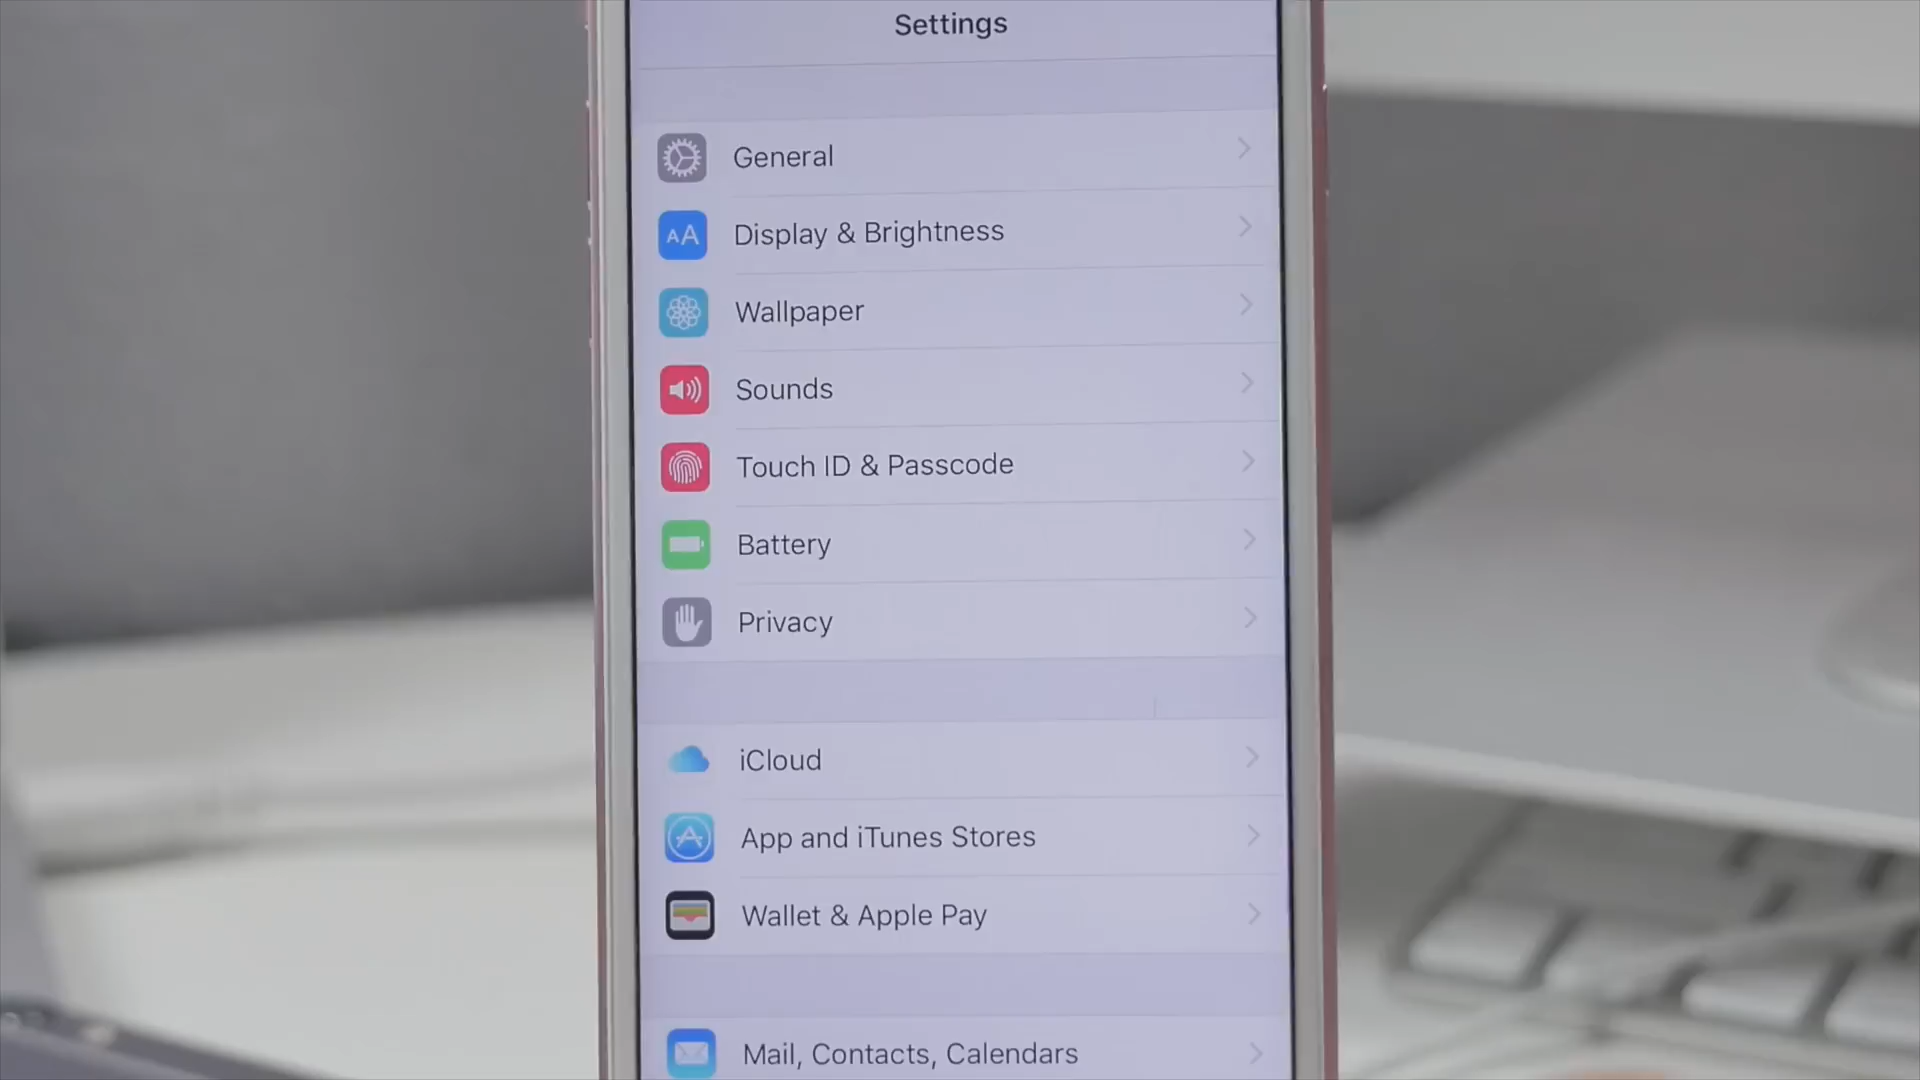 Settings
General
AA
Display & Brightness
Wallpaper
Sounds
Touch ID & Passcode
Battery
Privacy
iCloud
App and iTunes Stores
Wallet & Apple Pay
Mail, Contacts, Calendars